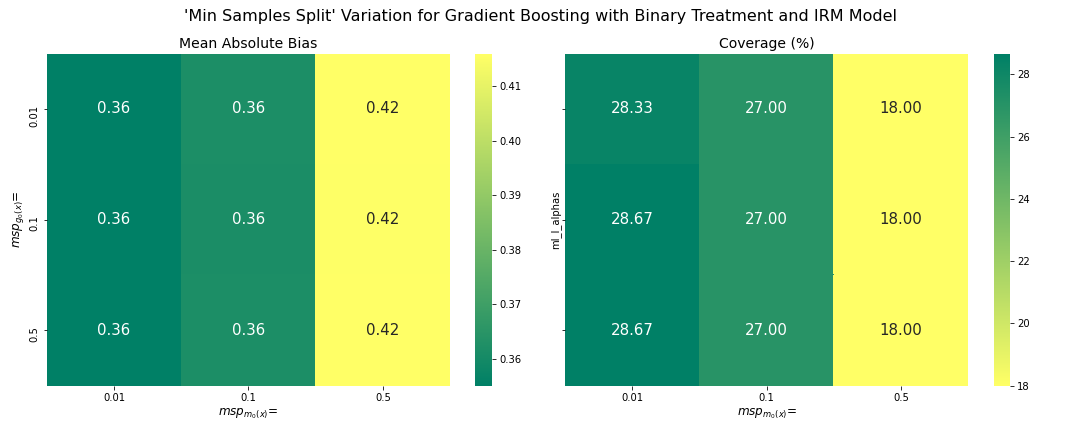 'Min Samples Split' Variation for Gradient Boosting with Binary Treatment and IRM Model
Mean Absolute Bias
msp_{g_0(x)}=
0.01
0.1
0.5
0.36 0.36 0.42
0.36 0.36 0.42
0.36 0.36 0.42
0.01 0.1 0.5
msp_{m_0(x)}=
0.41
0.40
0.39
0.38
0.37
0.36
Coverage (%)
ml_l_alphas
28.33 27.00 18.00
28.67 27.00 18.00
28.67 27.00 18.00
0.01 0.1 0.5
msp_{m_0(x)}=
28
26
24
22
20
18